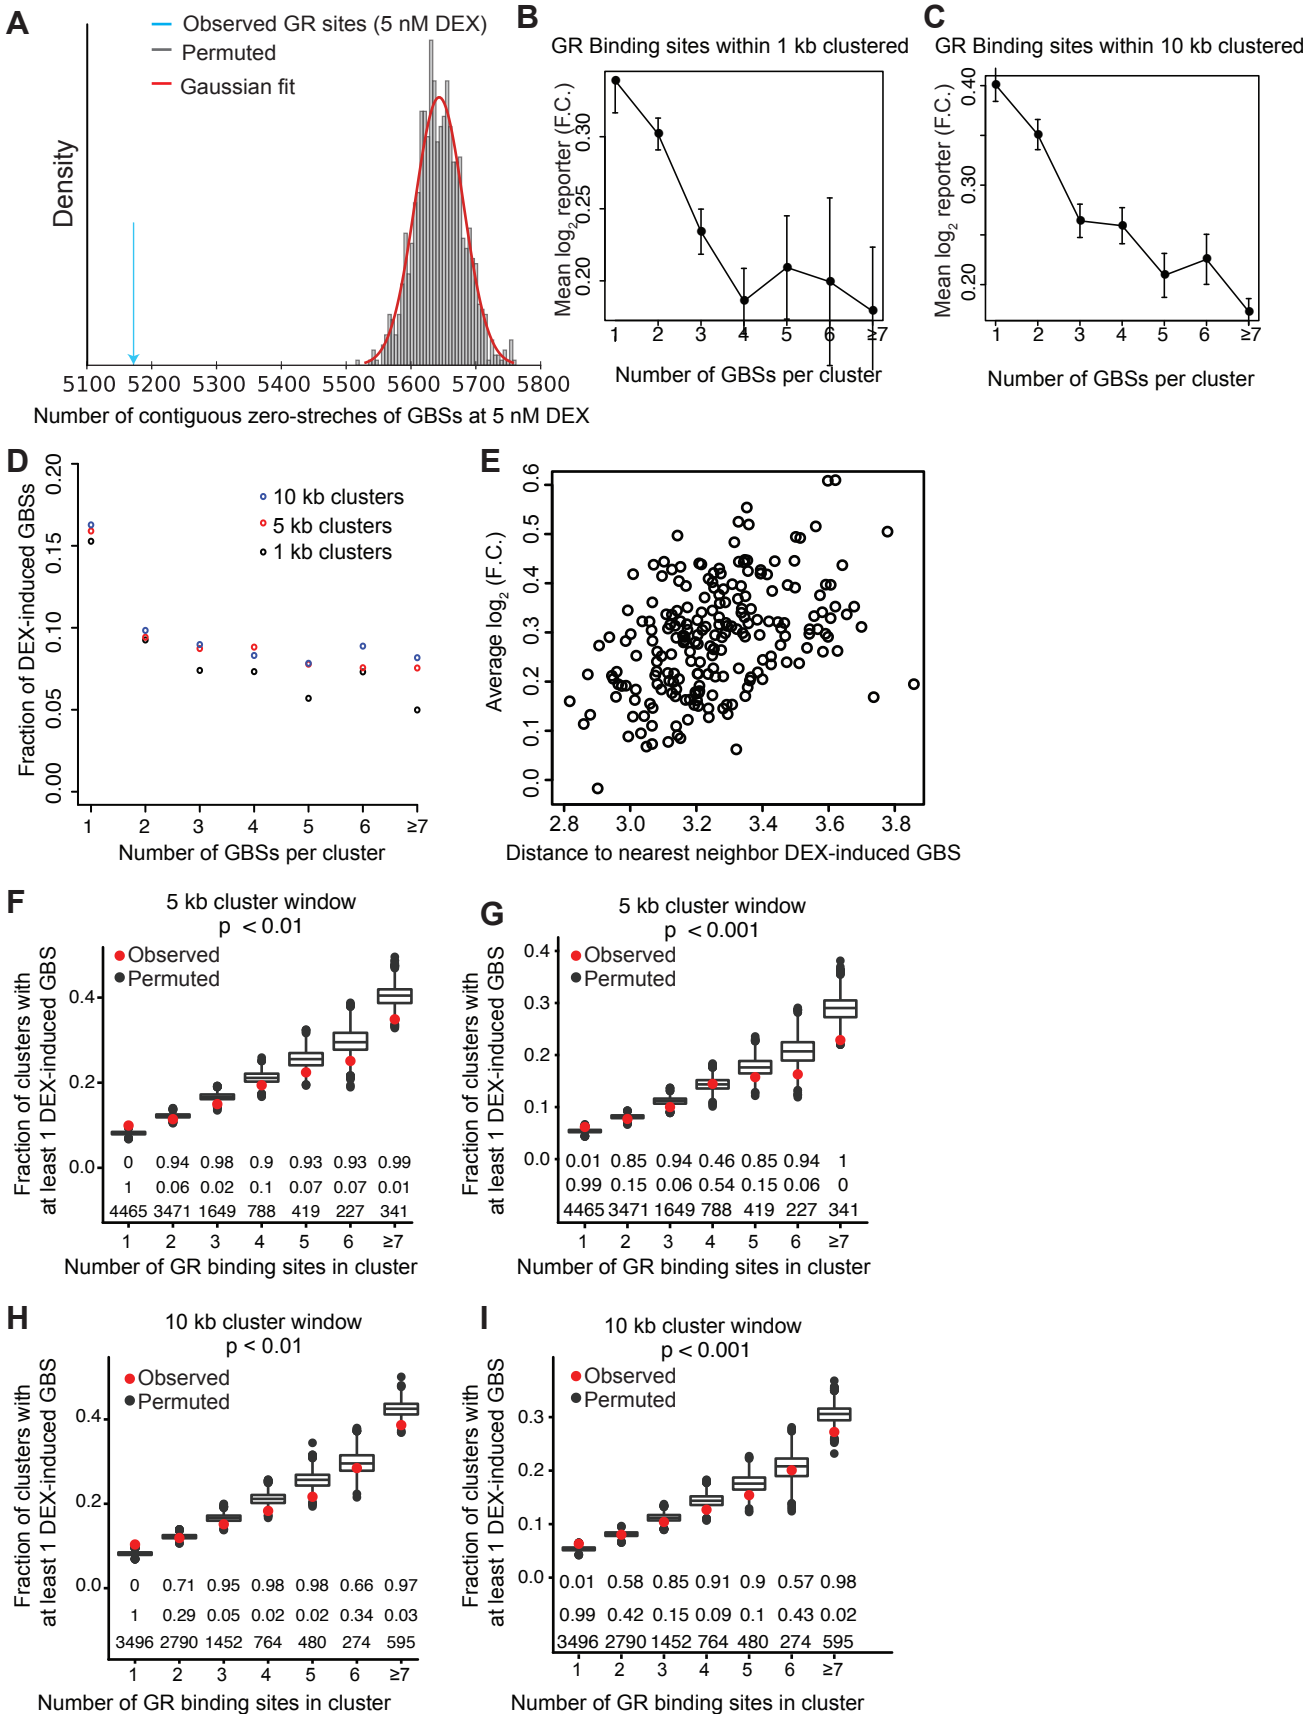 A
Observed GR sites (5 nM DEX)
Permuted
Gaussian fit
Density
5100 5200 5300 5400 5500 5600 5700 5800
Number of contiguous zero-streches of GBSs at 5 nM DEX
B
GR Binding sites within 1 kb clustered
Mean log2 reporter (F.C.)
0.30
0.25
0.20
1 2 3 4 5 6 ≥7
Number of GBSs per cluster
C
GR Binding sites within 10 kb clustered
Mean log2 reporter (F.C.)
0.40
0.30
0.20
1 2 3 4 5 6 ≥7
Number of GBSs per cluster
D
Fraction of DEX-induced GBSs
0.20
0.15
0.10
0.05
0.00
10 kb clusters
5 kb clusters
1 kb clusters
1 2 3 4 5 6 ≥7
Number of GBSs per cluster
E
Average log2 (F.C.)
0.6
0.5
0.4
0.3
0.2
0.1
0.0
2.8 3.0 3.2 3.4 3.6 3.8
Distance to nearest neighbor DEX-induced GBS
F
5 kb cluster window
p < 0.01
Observed
Permuted
Fraction of clusters with
at least 1 DEX-induced GBS
0.4
0.2
0.0
0 0.94 0.98 0.9 0.93 0.93 0.99
1 0.06 0.02 0.1 0.07 0.07 0.01
4465 3471 1649 788 419 227 341
1 2 3 4 5 6 ≥7
Number of GR binding sites in cluster
G
5 kb cluster window
p < 0.001
Observed
Permuted
Fraction of clusters with
at least 1 DEX-induced GBS
0.4
0.3
0.2
0.1
0.0
0.01 0.85 0.94 0.46 0.85 0.94 1
0.99 0.15 0.06 0.54 0.15 0.06 0
4465 3471 1649 788 419 227 341
1 2 3 4 5 6 ≥7
Number of GR binding sites in cluster
H
10 kb cluster window
p < 0.01
Observed
Permuted
Fraction of clusters with
at least 1 DEX-induced GBS
0.4
0.2
0.0
0 0.71 0.95 0.98 0.98 0.66 0.97
1 0.29 0.05 0.02 0.02 0.34 0.03
3496 2790 1452 764 480 274 595
1 2 3 4 5 6 ≥7
Number of GR binding sites in cluster
I
10 kb cluster window
p < 0.001
Observed
Permuted
Fraction of clusters with
at least 1 DEX-induced GBS
0.3
0.2
0.1
0.0
0.01 0.58 0.85 0.91 0.9 0.57 0.98
0.99 0.42 0.15 0.09 0.1 0.43 0.02
3496 2790 1452 764 480 274 595
1 2 3 4 5 6 ≥7
Number of GR binding sites in cluster